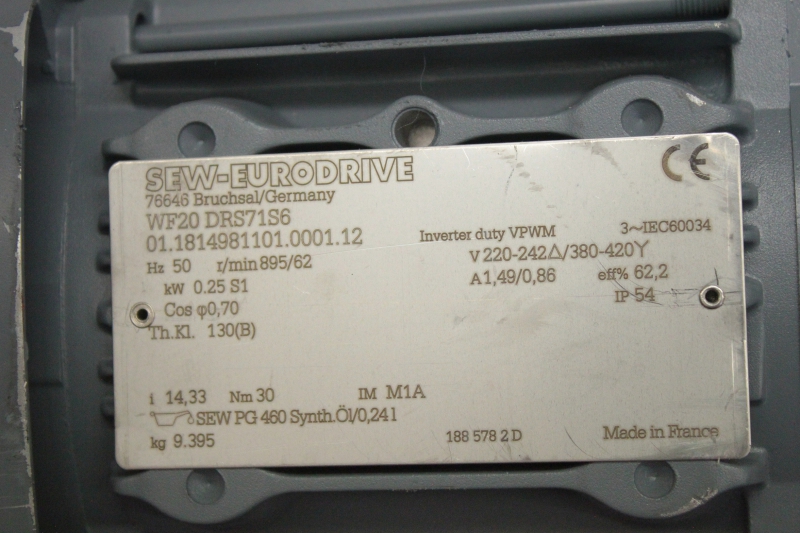 SEW-EURODRIVE CE
76646 Bruchsal/Germany
WF20 DRS71S6
01.1814981101.0001.12 Inverter duty VPWM 3~IEC60034
Hz 50 r/min 895/62 V 220-242△/380-420Y
kW 0.25 S1 A 1,49/0,86 eff% 62,2
Cos φ 0,70 IP 54
Th.Kl. 130(B)
i 14,33 Nm 30 IM M1A
SEW PG 460 Synth.Öl/0,24 l
kg 9.395 188 578 2 D Made in France